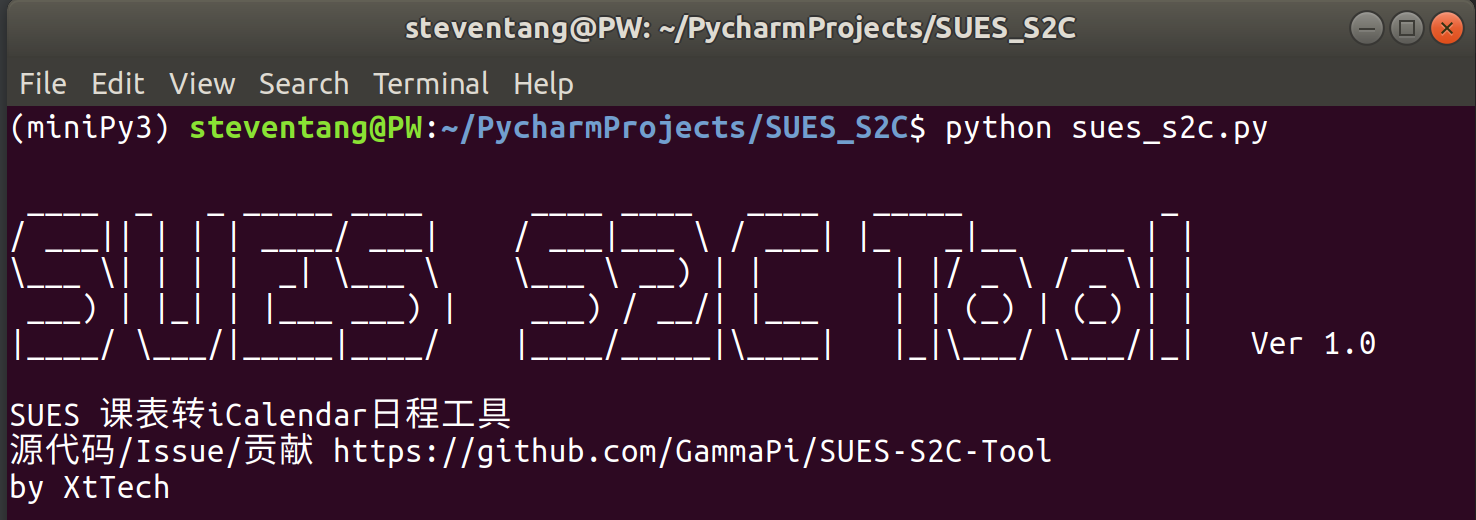 steventang@PW: ~/PycharmProjects/SUES_S2C
File Edit View Search Terminal Help
(miniPy3) steventang@PW:~/PycharmProjects/SUES_S2C$ python sues_s2c.py
SUES S2C Tool Ver 1.0
SUES 课表转iCalendar日程工具
源代码/Issue/贡献 https://github.com/GammaPi/SUES-S2C-Tool
by XtTech